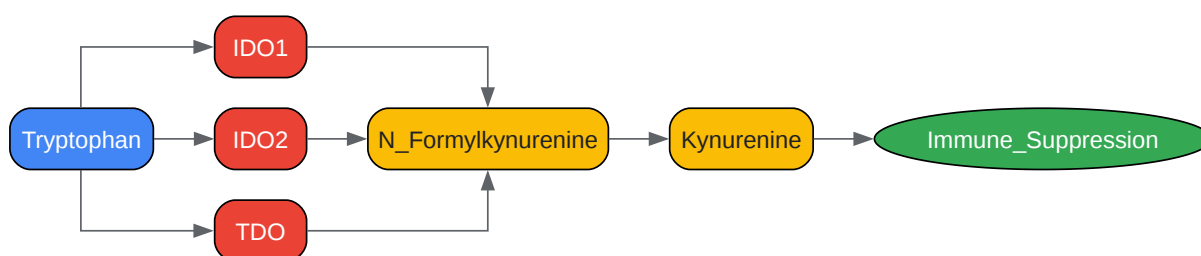 IDO1
Tryptophan
IDO2
N_Formylkynurenine
Kynurenine
Immune_Suppression
TDO